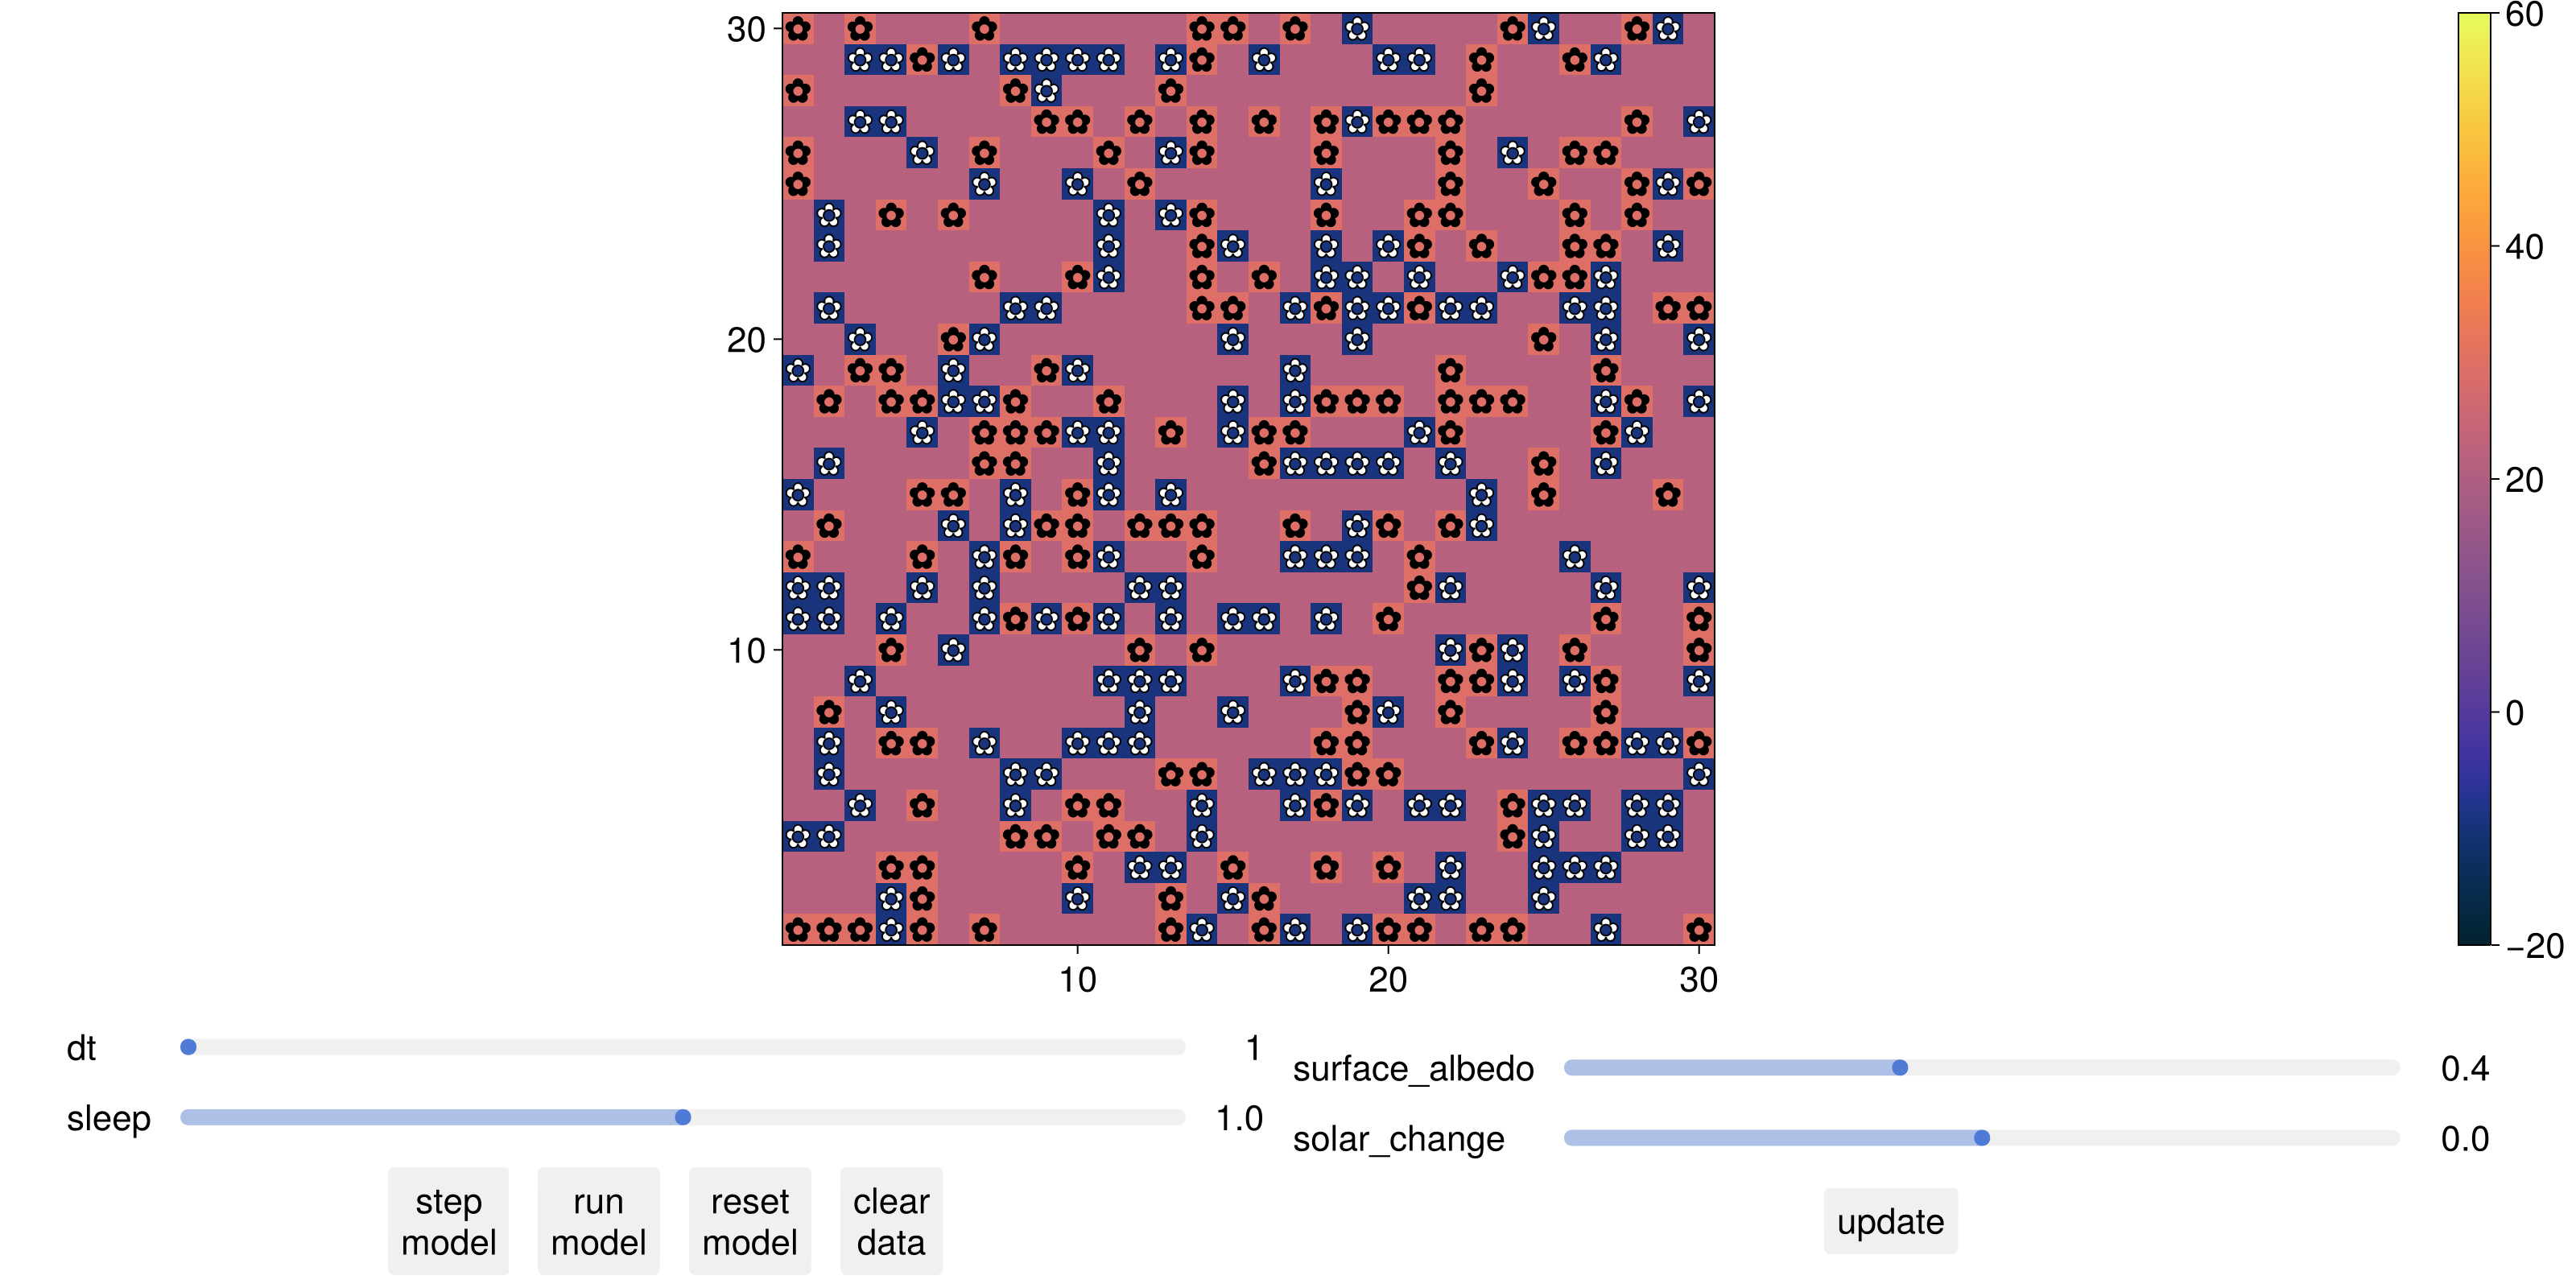 30
20
10
10
20
30
60
40
20
0
−20
dt
1
sleep
1.0
surface_albedo
0.4
solar_change
0.0
step
model
run
model
reset
model
clear
data
update